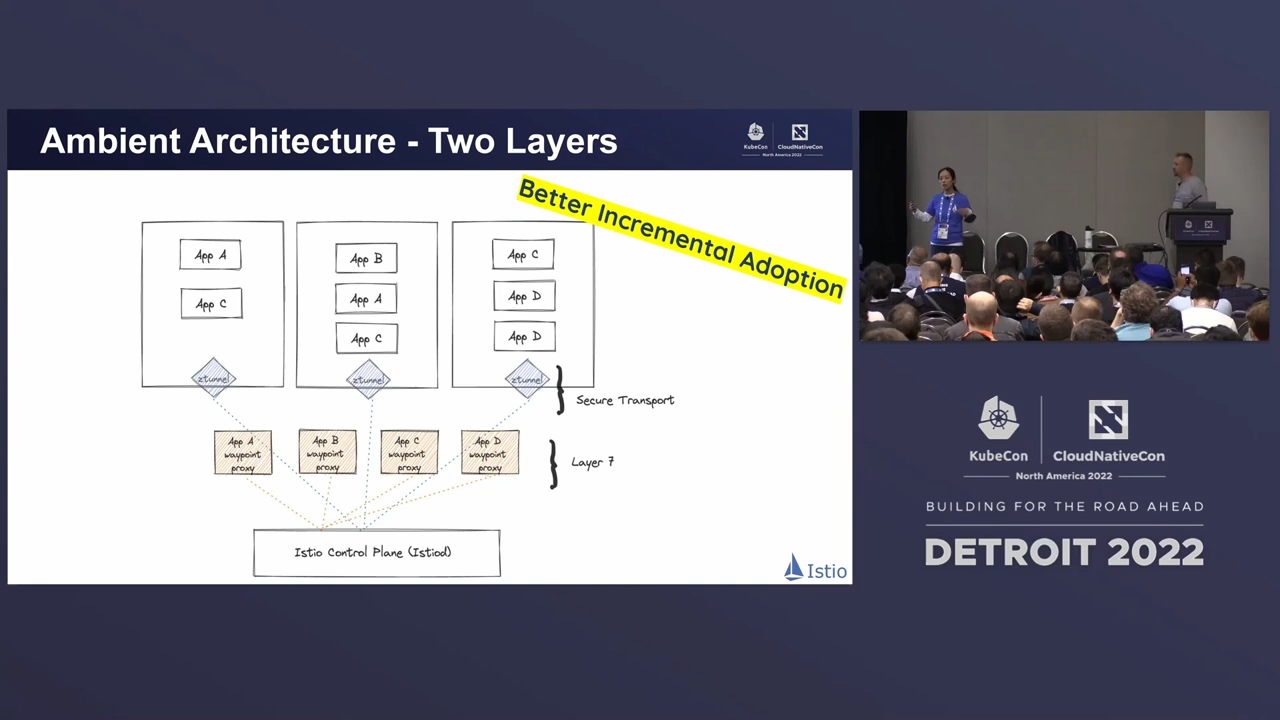 Ambient Architecture - Two Layers
KubeCon
CloudNativeCon
North America 2022
Better Incremental Adoption
App A
App C
App B
App A
App C
App C
App D
App D
ztunnel
ztunnel
ztunnel
Secure Transport
App A
waypoint
proxy
App B
waypoint
proxy
App C
waypoint
proxy
App D
waypoint
proxy
Layer 7
Istio Control Plane (Istiod)
Istio
KubeCon
CloudNativeCon
North America 2022
BUILDING FOR THE ROAD AHEAD
DETROIT 2022